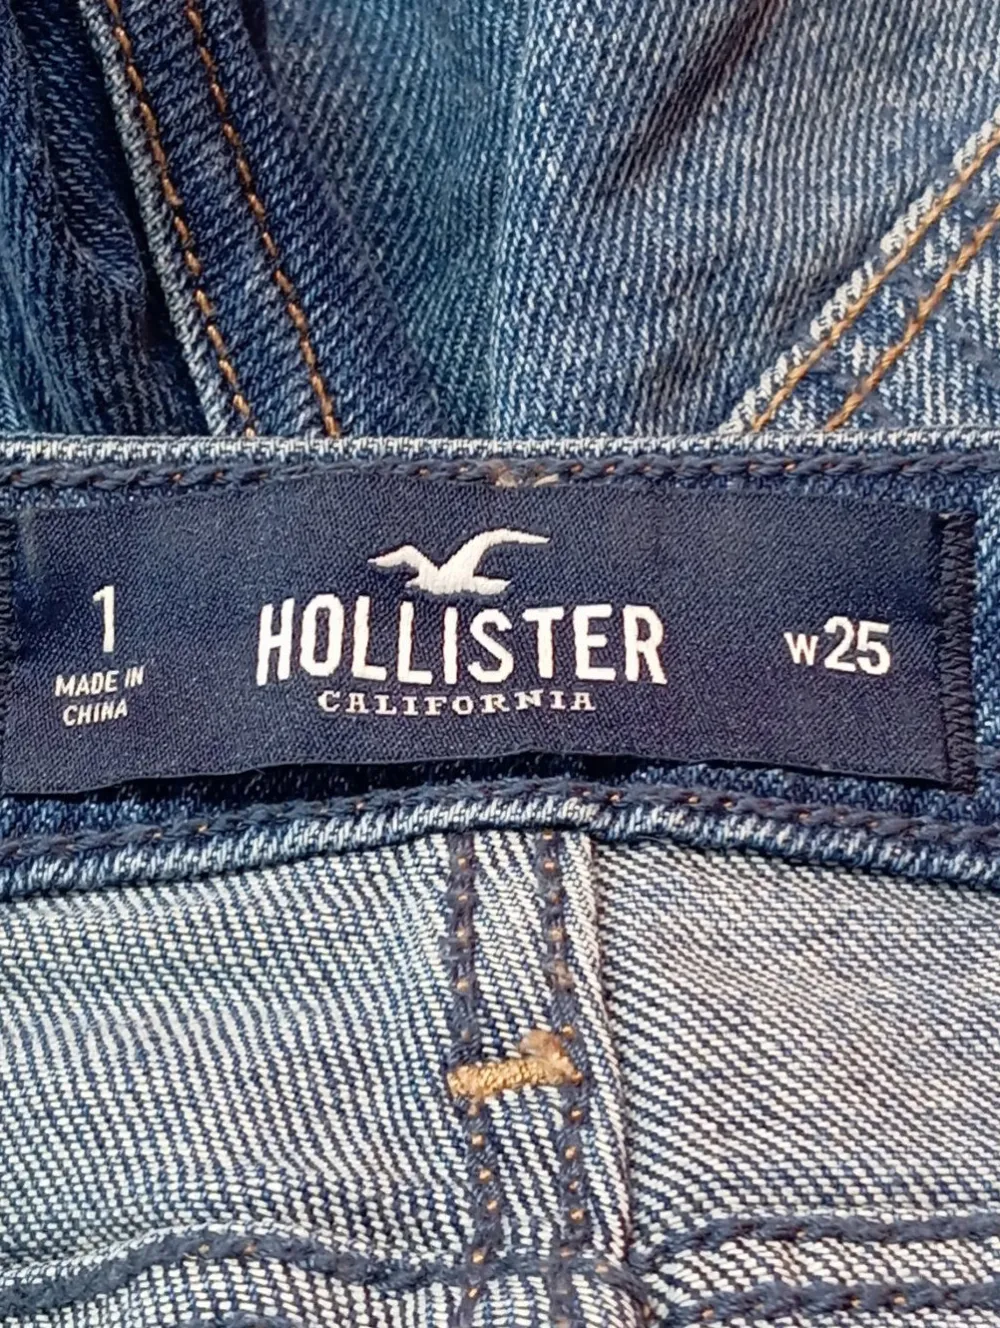 1
MADE IN
CHINA
HOLLISTER
CALIFORNIA
W25